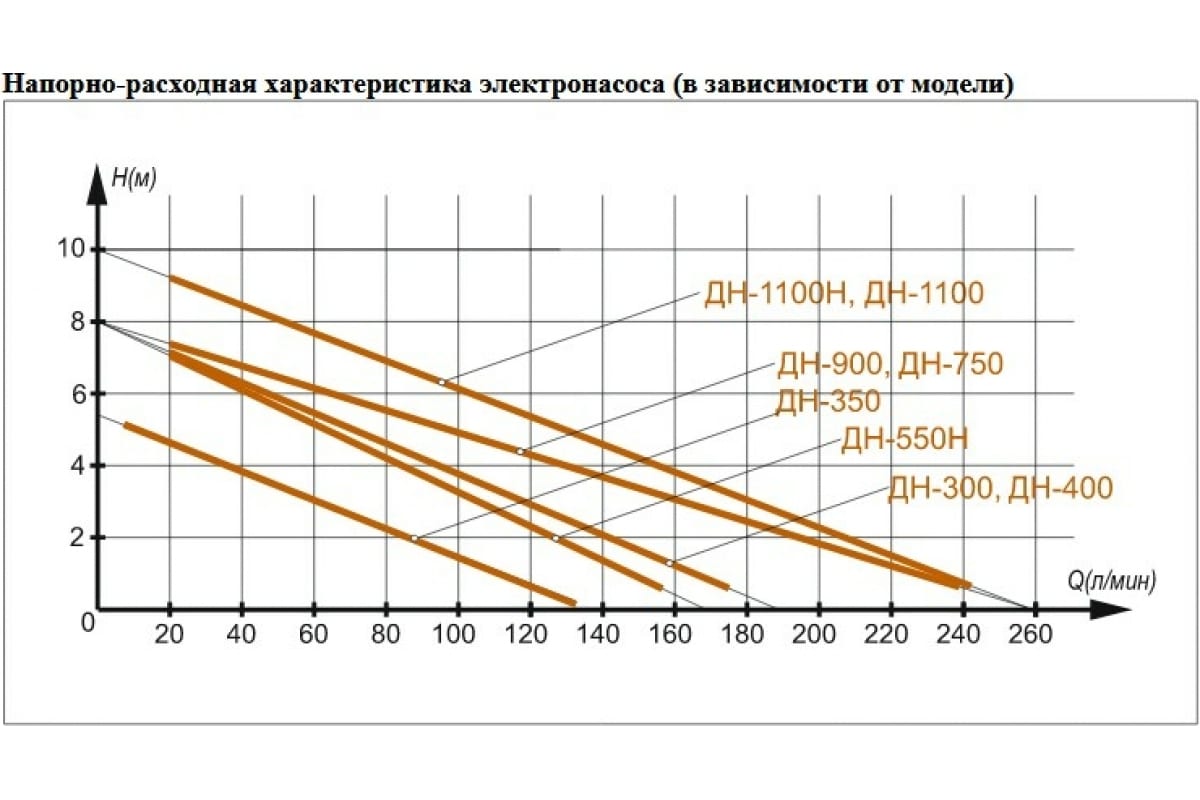 Напорно-расходная характеристика электронасоса (в зависимости от модели)
H(м)
10
8
6
4
2
0
ДН-1100Н, ДН-1100
ДН-900, ДН-750
ДН-350
ДН-550Н
ДН-300, ДН-400
Q(л/мин)
20 40 60 80 100 120 140 160 180 200 220 240 260